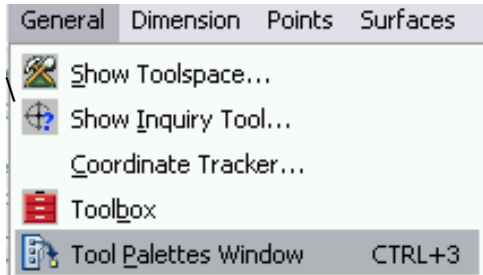 General Dimension Points Surfaces
Show Toolspace...
Show Inquiry Tool...
Coordinate Tracker...
Toolbox
Tool Palettes Window CTRL+3